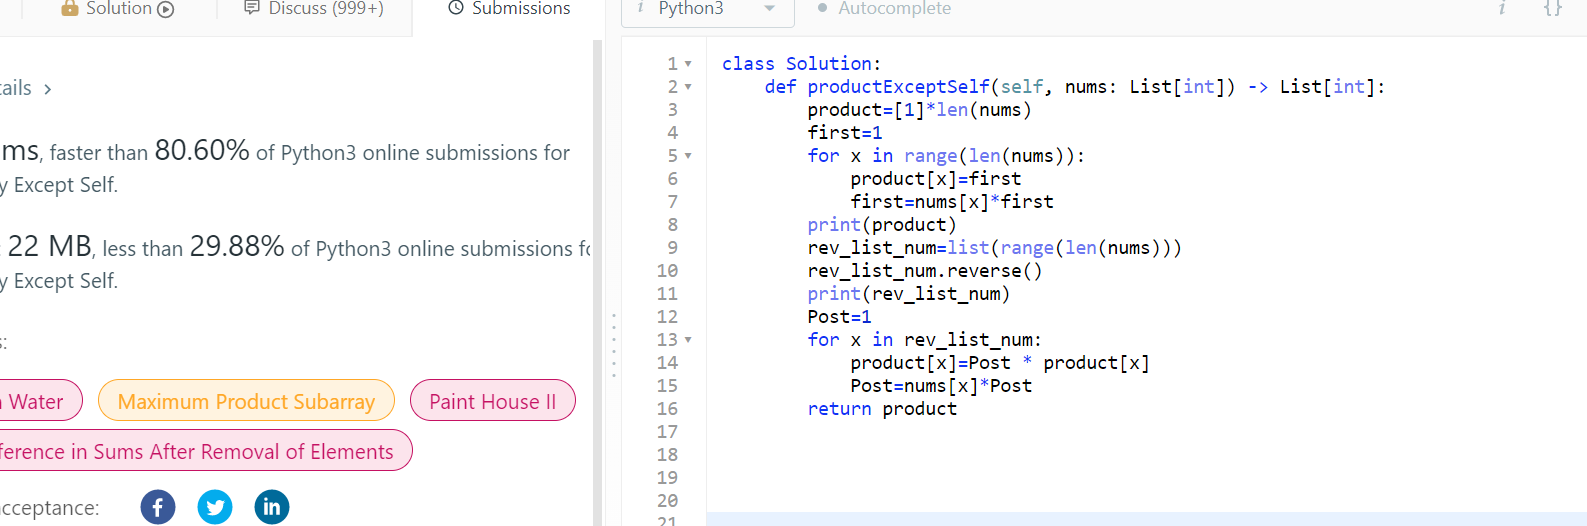 Solution
Discuss (999+)
Submissions
ails >
ms, faster than 80.60% of Python3 online submissions for
y Except Self.
: 22 MB, less than 29.88% of Python3 online submissions fo
y Except Self.
s:
Water
Maximum Product Subarray
Paint House II
ference in Sums After Removal of Elements
acceptance:
f
in
i Python3
Autocomplete
i {}
1 class Solution:
2     def productExceptSelf(self, nums: List[int]) -> List[int]:
3         product=[1]*len(nums)
4         first=1
5         for x in range(len(nums)):
6             product[x]=first
7             first=nums[x]*first
8         print(product)
9         rev_list_num=list(range(len(nums)))
10         rev_list_num.reverse()
11         print(rev_list_num)
12         Post=1
13         for x in rev_list_num:
14             product[x]=Post * product[x]
15             Post=nums[x]*Post
16         return product
17
18
19
20
21